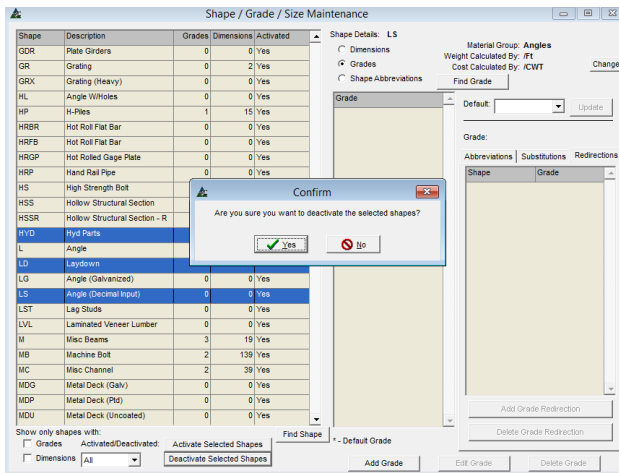 Shape / Grade / Size Maintenance
Shape Description Grades Dimensions Activated
GDR Plate Girders 0 0 Yes
GR Grating 0 2 Yes
GRX Grating (Heavy) 0 0 Yes
HL Angle W/Holes 0 0 Yes
HP H-Piles 1 15 Yes
HRBR Hot Roll Flat Bar 0 0 Yes
HRFB Hot Roll Flat Bar 0 0 Yes
HRGP Hot Rolled Gage Plate 0 0 Yes
HRP Hand Rail Pipe 0 0 Yes
HS High Strength Bolt
HSS Hollow Structural Section
HSSR Hollow Structural Section - R
HYD Hyd Parts
L Angle
LD Laydown
LG Angle (Galvanized) 0 0 Yes
LS Angle (Decimal Input) 0 0 Yes
LST Lag Studs 0 0 Yes
LVL Laminated Veneer Lumber 0 0 Yes
M Misc Beams 3 19 Yes
MB Machine Bolt 2 139 Yes
MC Misc Channel 2 39 Yes
MDG Metal Deck (Galv) 0 0 Yes
MDP Metal Deck (Ptd) 0 0 Yes
MDU Metal Deck (Uncoated) 0 0 Yes
Show only shapes with:
Grades Activated/Deactivated:
Dimensions All
Activate Selected Shapes
Deactivate Selected Shapes
Find Shape
Shape Details: LS
Dimensions
Grades
Shape Abbreviations
Material Group: Angles
Weight Calculated By: /Ft
Cost Calculated By: /CWT
Change
Find Grade
Grade
Default:
Update
Grade:
Abbreviations Substitutions Redirections
Shape Grade
Confirm
Are you sure you want to deactivate the selected shapes?
Yes No
Add Grade Redirection
Delete Grade Redirection
* - Default Grade
Add Grade Edit Grade Delete Grade